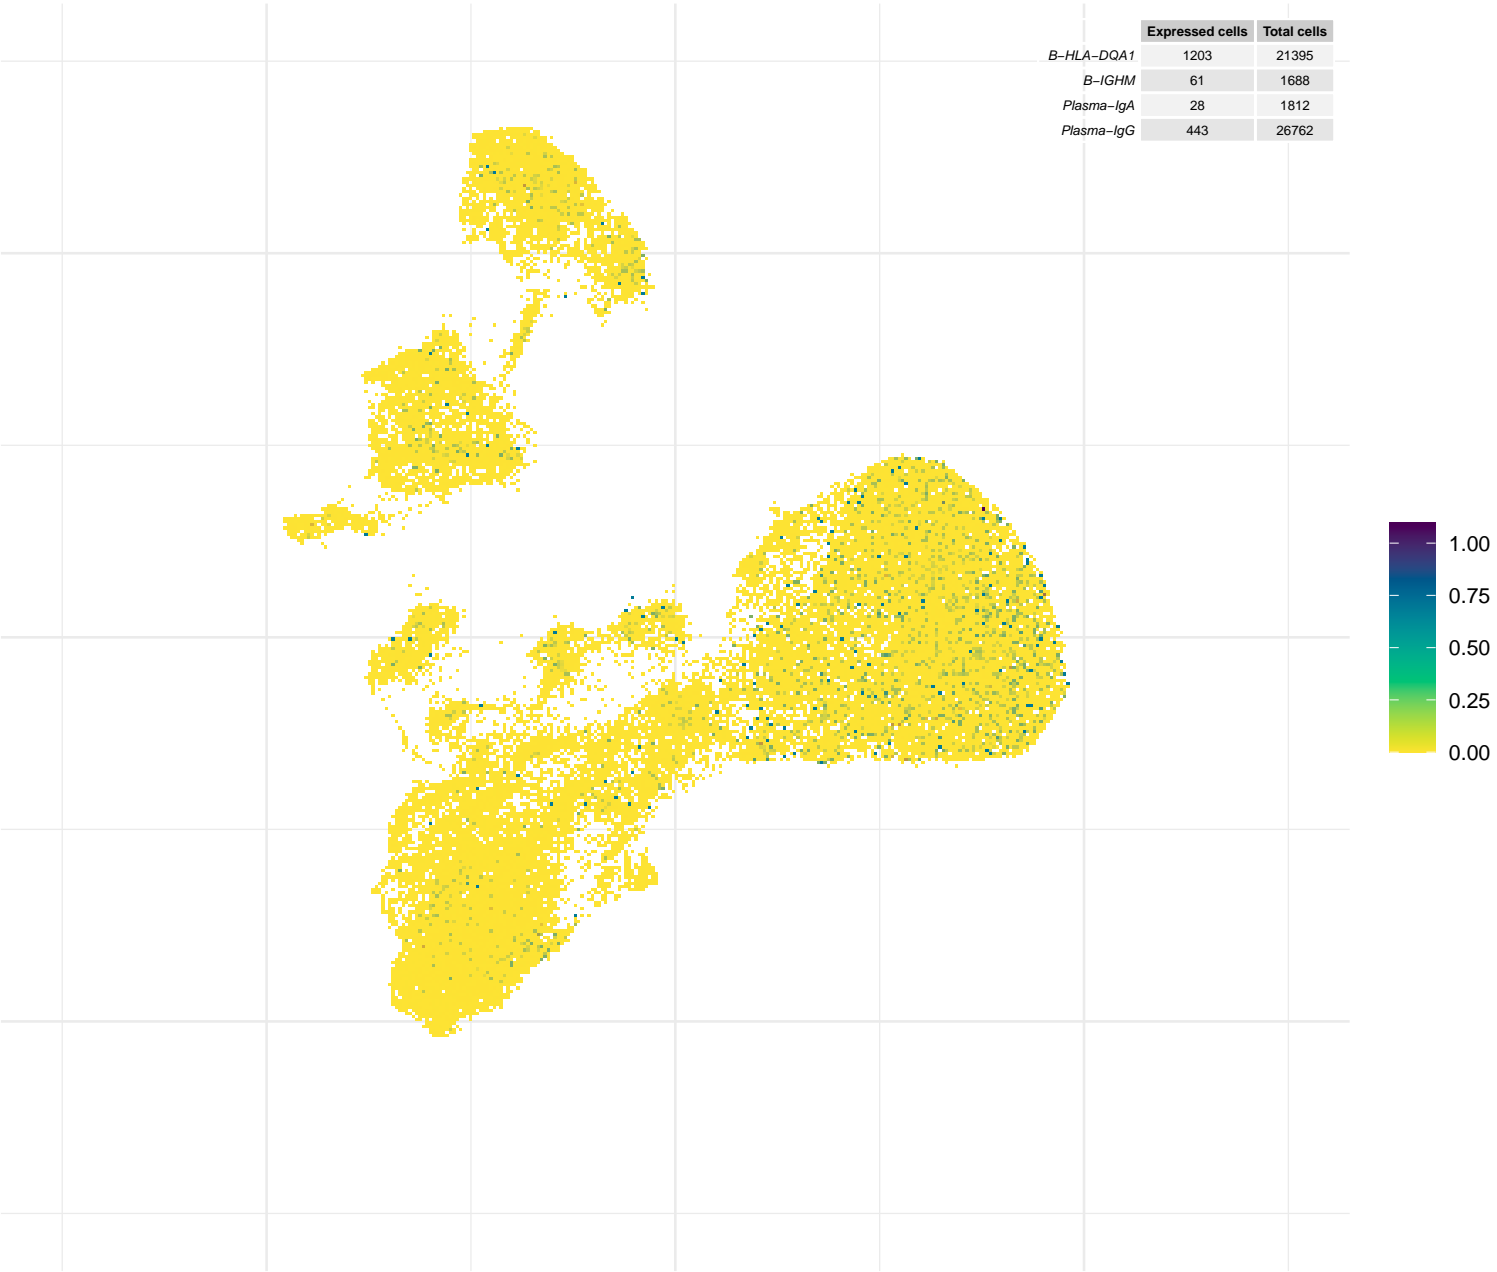 Expressed cells Total cells
B−HLA−DQA1 1203 21395
B−IGHM 61 1688
Plasma−IgA 28 1812
Plasma−IgG 443 26762
1.00
0.75
0.50
0.25
0.00